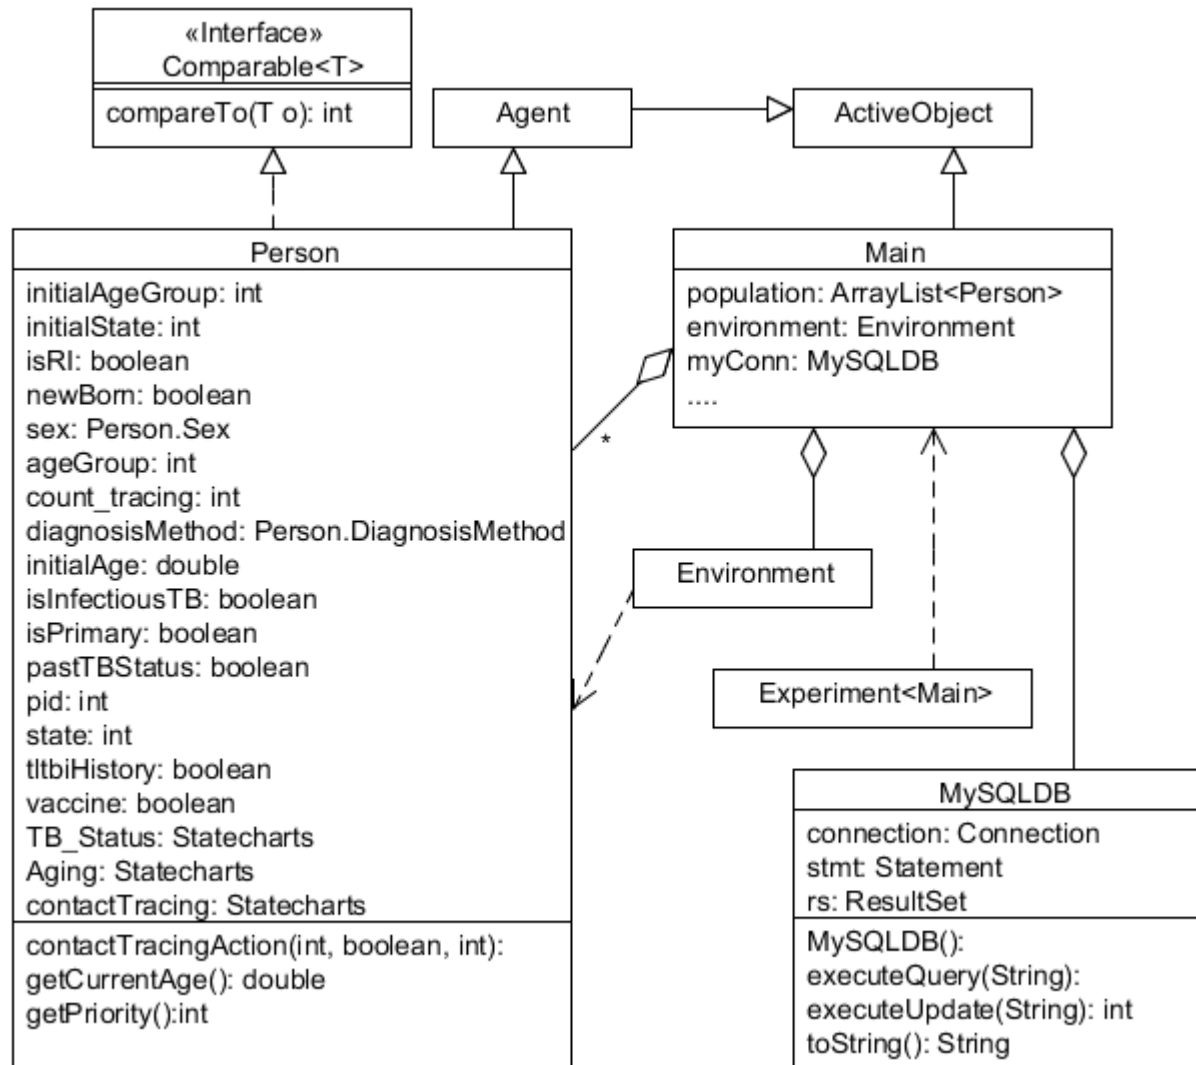 «Interface»
Comparable<T>
compareTo(T o): int
Agent
ActiveObject
Person
initialAgeGroup: int
initialState: int
isRI: boolean
newBorn: boolean
sex: Person.Sex
ageGroup: int
count_tracing: int
diagnosisMethod: Person.DiagnosisMethod
initialAge: double
isInfectiousTB: boolean
isPrimary: boolean
pastTBStatus: boolean
pid: int
state: int
tltbiHistory: boolean
vaccine: boolean
TB_Status: Statecharts
Aging: Statecharts
contactTracing: Statecharts
contactTracingAction(int, boolean, int):
getCurrentAge(): double
getPriority():int
Main
population: ArrayList<Person>
environment: Environment
myConn: MySQLDB
....
*
Environment
Experiment<Main>
MySQLDB
connection: Connection
stmt: Statement
rs: ResultSet
MySQLDB():
executeQuery(String):
executeUpdate(String): int
toString(): String